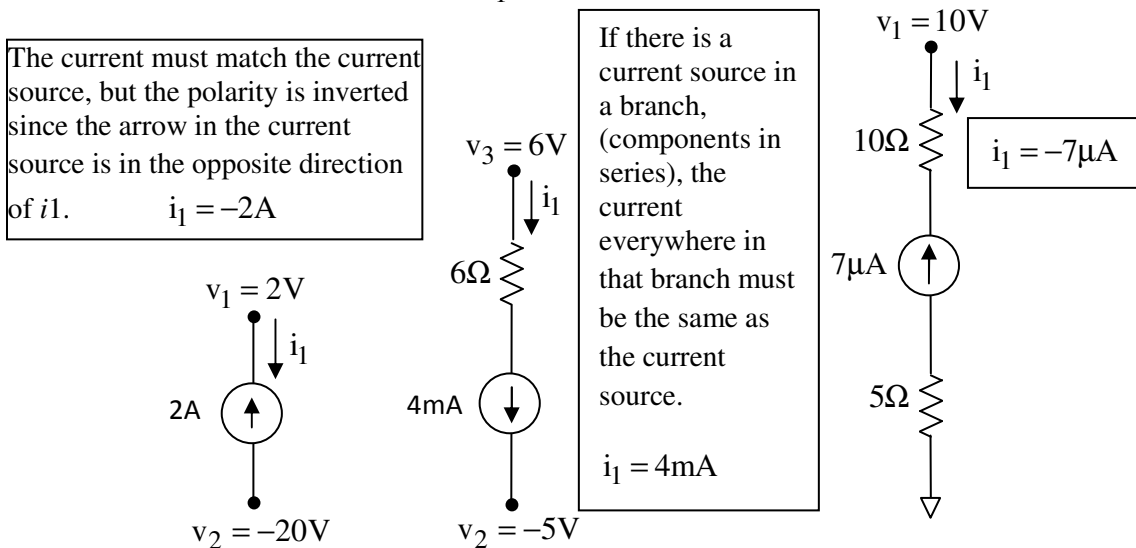 The current must match the current
source, but the polarity is inverted
since the arrow in the current
source is in the opposite direction
of i1. i₁ = −2A
v₁ = 2V
i₁
2A
v₂ = −20V
v₃ = 6V
i₁
6Ω
4mA
v₂ = −5V
If there is a
current source in
a branch,
(components in
series), the
current
everywhere in
that branch must
be the same as
the current
source.
i₁ = 4mA
v₁ = 10V
i₁
10Ω
i₁ = −7µA
7µA
5Ω